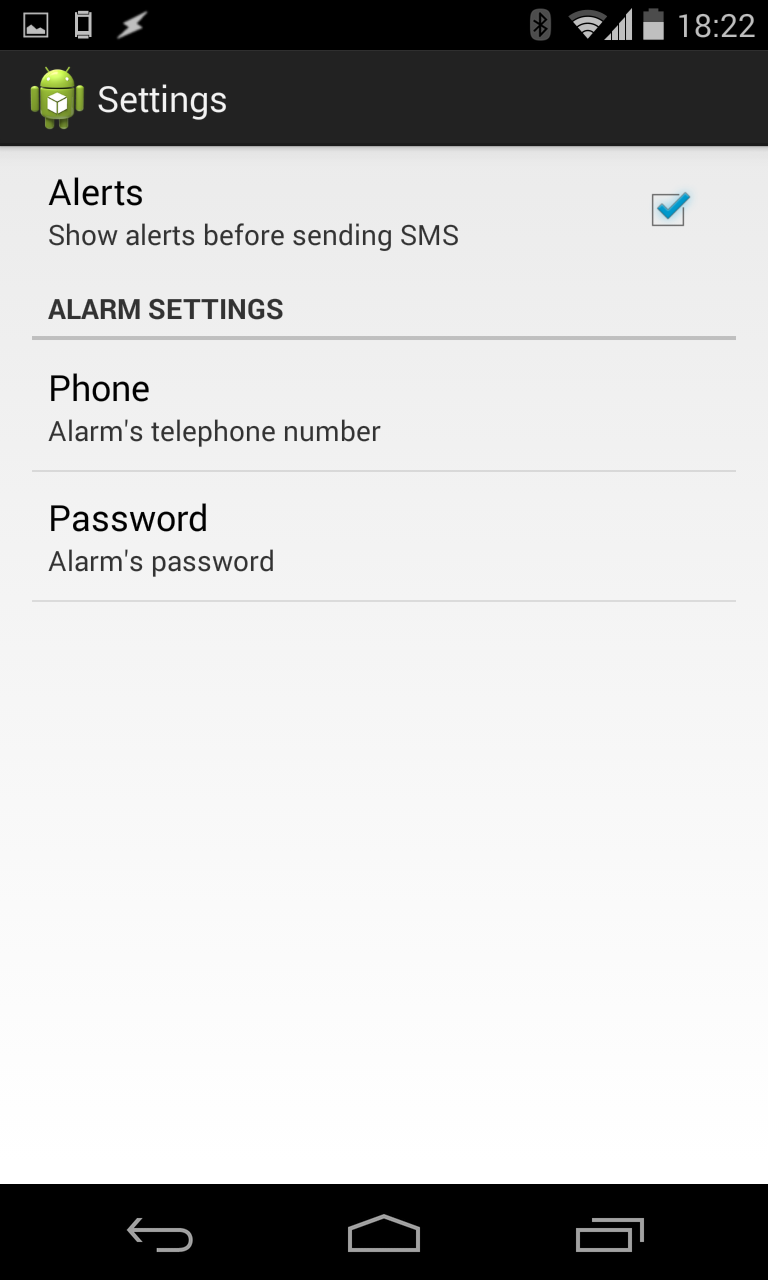 18:22
Settings
Alerts
Show alerts before sending SMS
ALARM SETTINGS
Phone
Alarm's telephone number
Password
Alarm's password